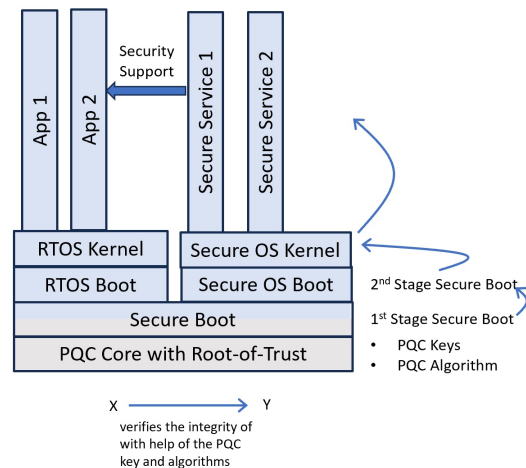 Security
Support
App 1
App 2
Secure Service 1
Secure Service 2
RTOS Kernel
Secure OS Kernel
RTOS Boot
Secure OS Boot
2nd Stage Secure Boot
Secure Boot
1st Stage Secure Boot
• PQC Keys
• PQC Algorithm
PQC Core with Root-of-Trust
X
Y
verifies the integrity of
with help of the PQC
key and algorithms